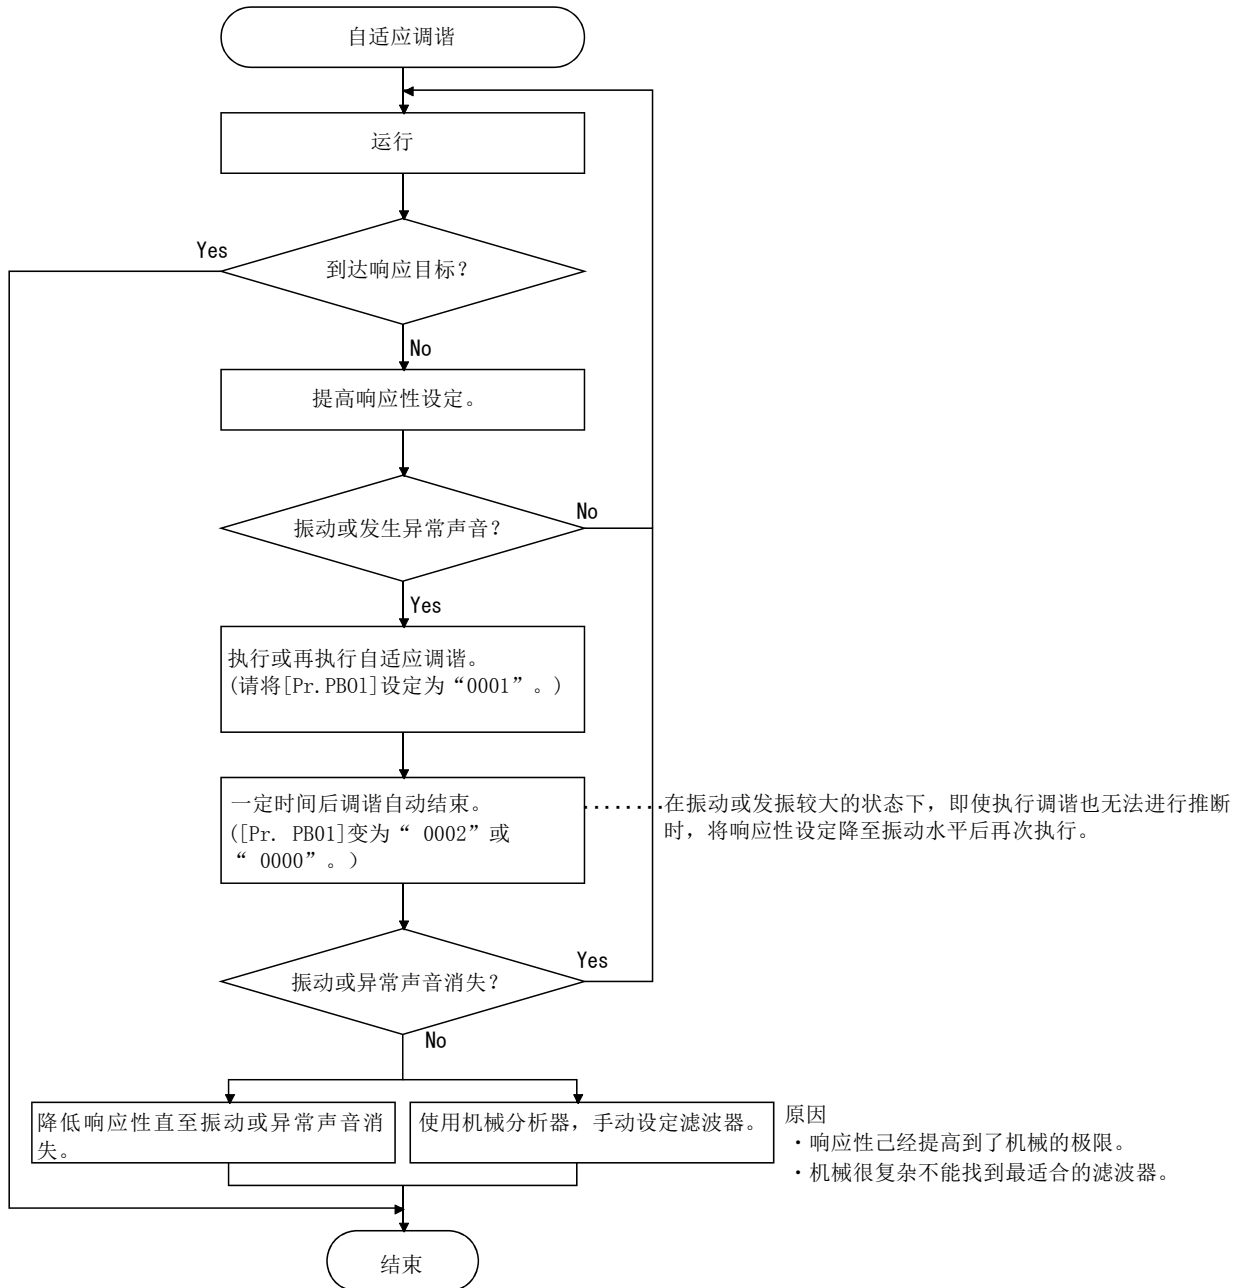 自适应调谐
运行
Yes
到达响应目标？
No
提高响应性设定。
振动或发生异常声音？
No
Yes
执行或再执行自适应调谐。
(请将[Pr.PB01]设定为“0001”。)
一定时间后调谐自动结束。
([Pr. PB01]变为“ 0002”或
“ 0000”。）
在振动或发振较大的状态下，即使执行调谐也无法进行推断
时，将响应性设定降至振动水平后再次执行。
振动或异常声音消失？
Yes
No
降低响应性直至振动或异常声音消
失。
使用机械分析器，手动设定滤波器。
原因
・响应性己经提高到了机械的极限。
・机械很复杂不能找到最适合的滤波器。
结束